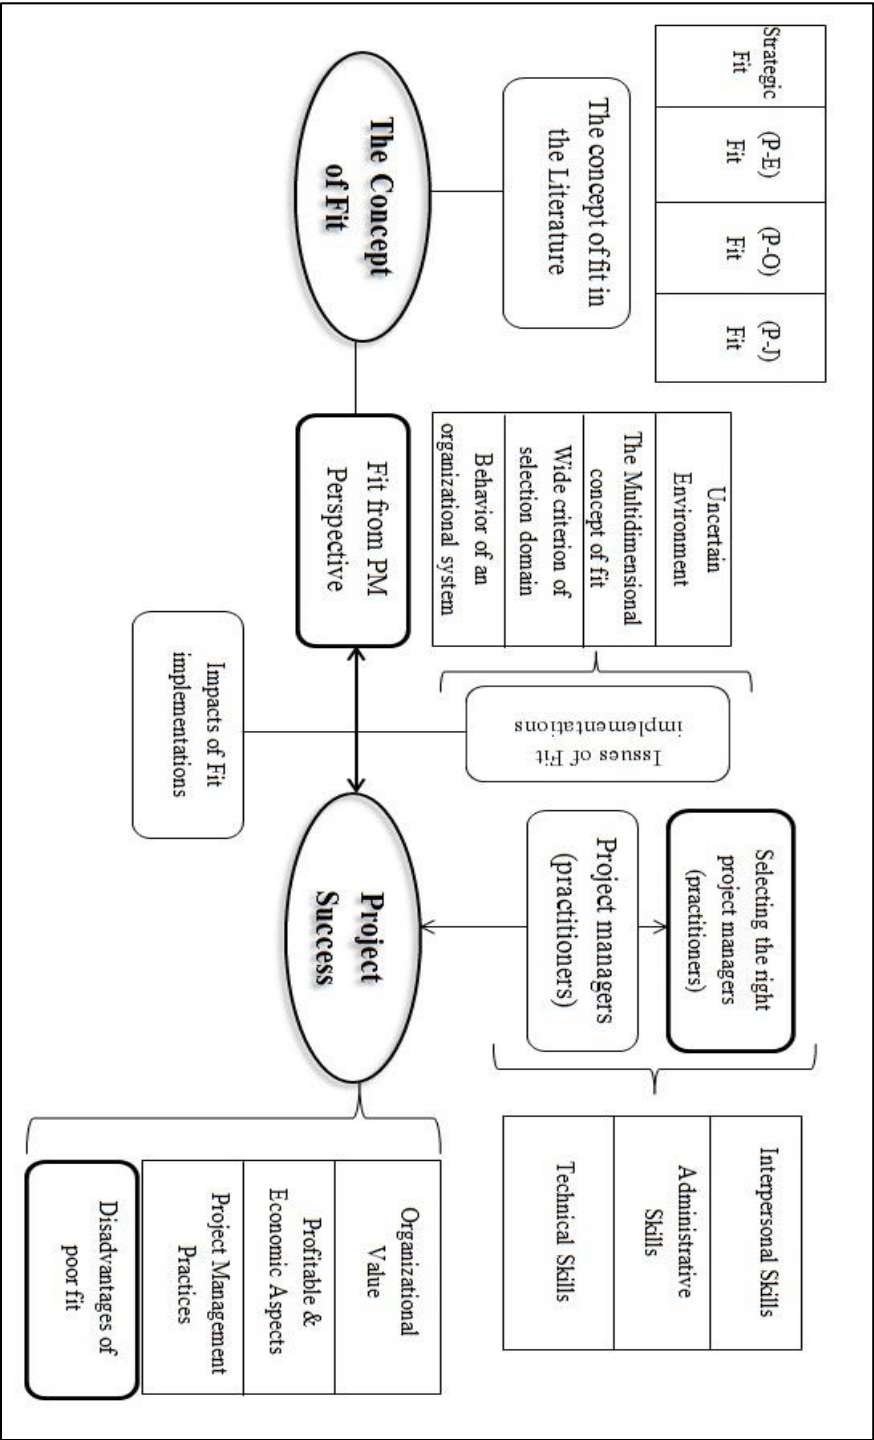 Strategic
Fit
(P-E)
Fit
(P-O)
Fit
(P-J)
Fit
The concept of fit in
the Literature
The Concept
of Fit
Uncertain
Environment
The Multidimensional
concept of fit
Wide criterion of
selection domain
Behavior of an
organizational system
Fit from PM
Perspective
Issues of Fit
implementations
Impacts of Fit
implementations
Selecting the right
project managers
(practitioners)
Project managers
(practitioners)
Project
Success
Interpersonal Skills
Administrative
Skills
Technical Skills
Organizational
Value
Profitable &
Economic Aspects
Project Management
Practices
Disadvantages of
poor fit